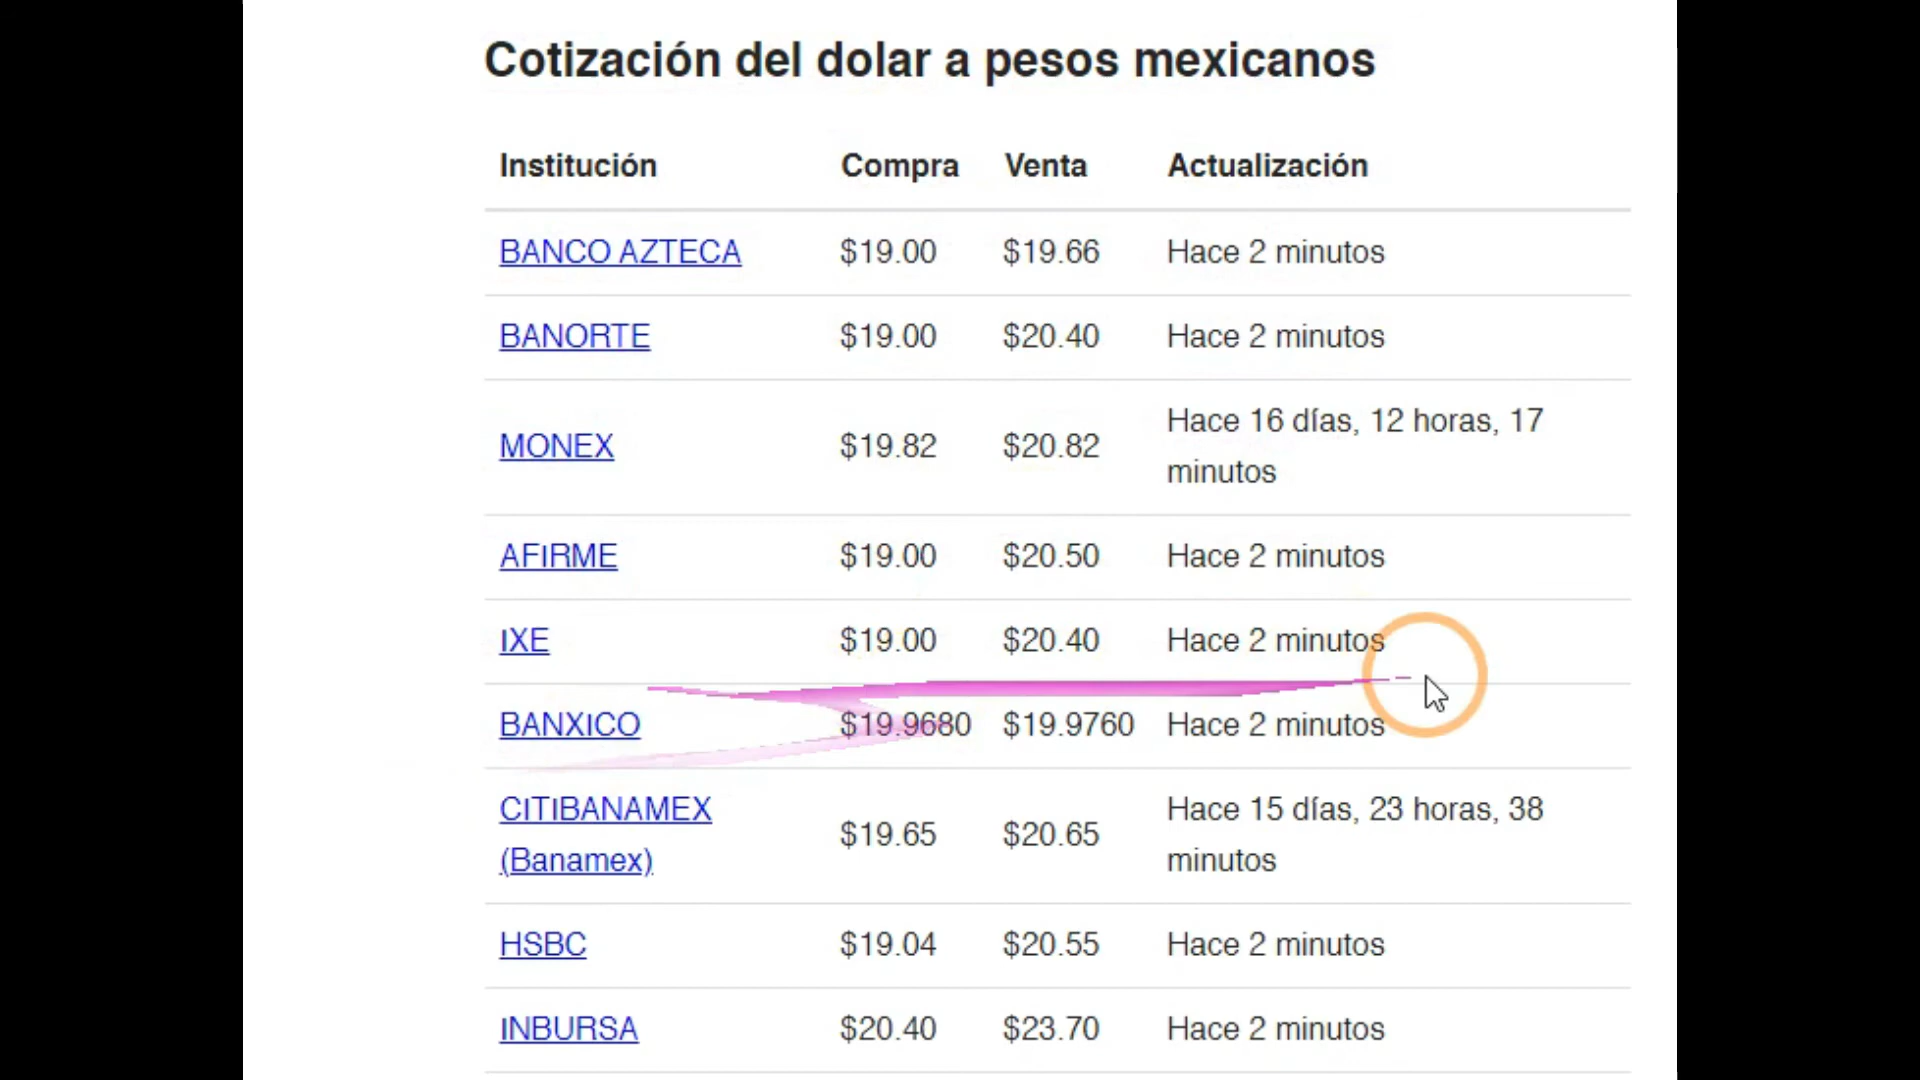 Cotización del dolar a pesos mexicanos
Institución Compra Venta Actualización
BANCO AZTECA $19.00 $19.66 Hace 2 minutos
BANORTE $19.00 $20.40 Hace 2 minutos
MONEX $19.82 $20.82 Hace 16 días, 12 horas, 17
minutos
AFIRME $19.00 $20.50 Hace 2 minutos
IXE $19.00 $20.40 Hace 2 minutos
BANXICO $19.9680 $19.9760 Hace 2 minutos
CITIBANAMEX
(Banamex) $19.65 $20.65 Hace 15 días, 23 horas, 38
minutos
HSBC $19.04 $20.55 Hace 2 minutos
INBURSA $20.40 $23.70 Hace 2 minutos